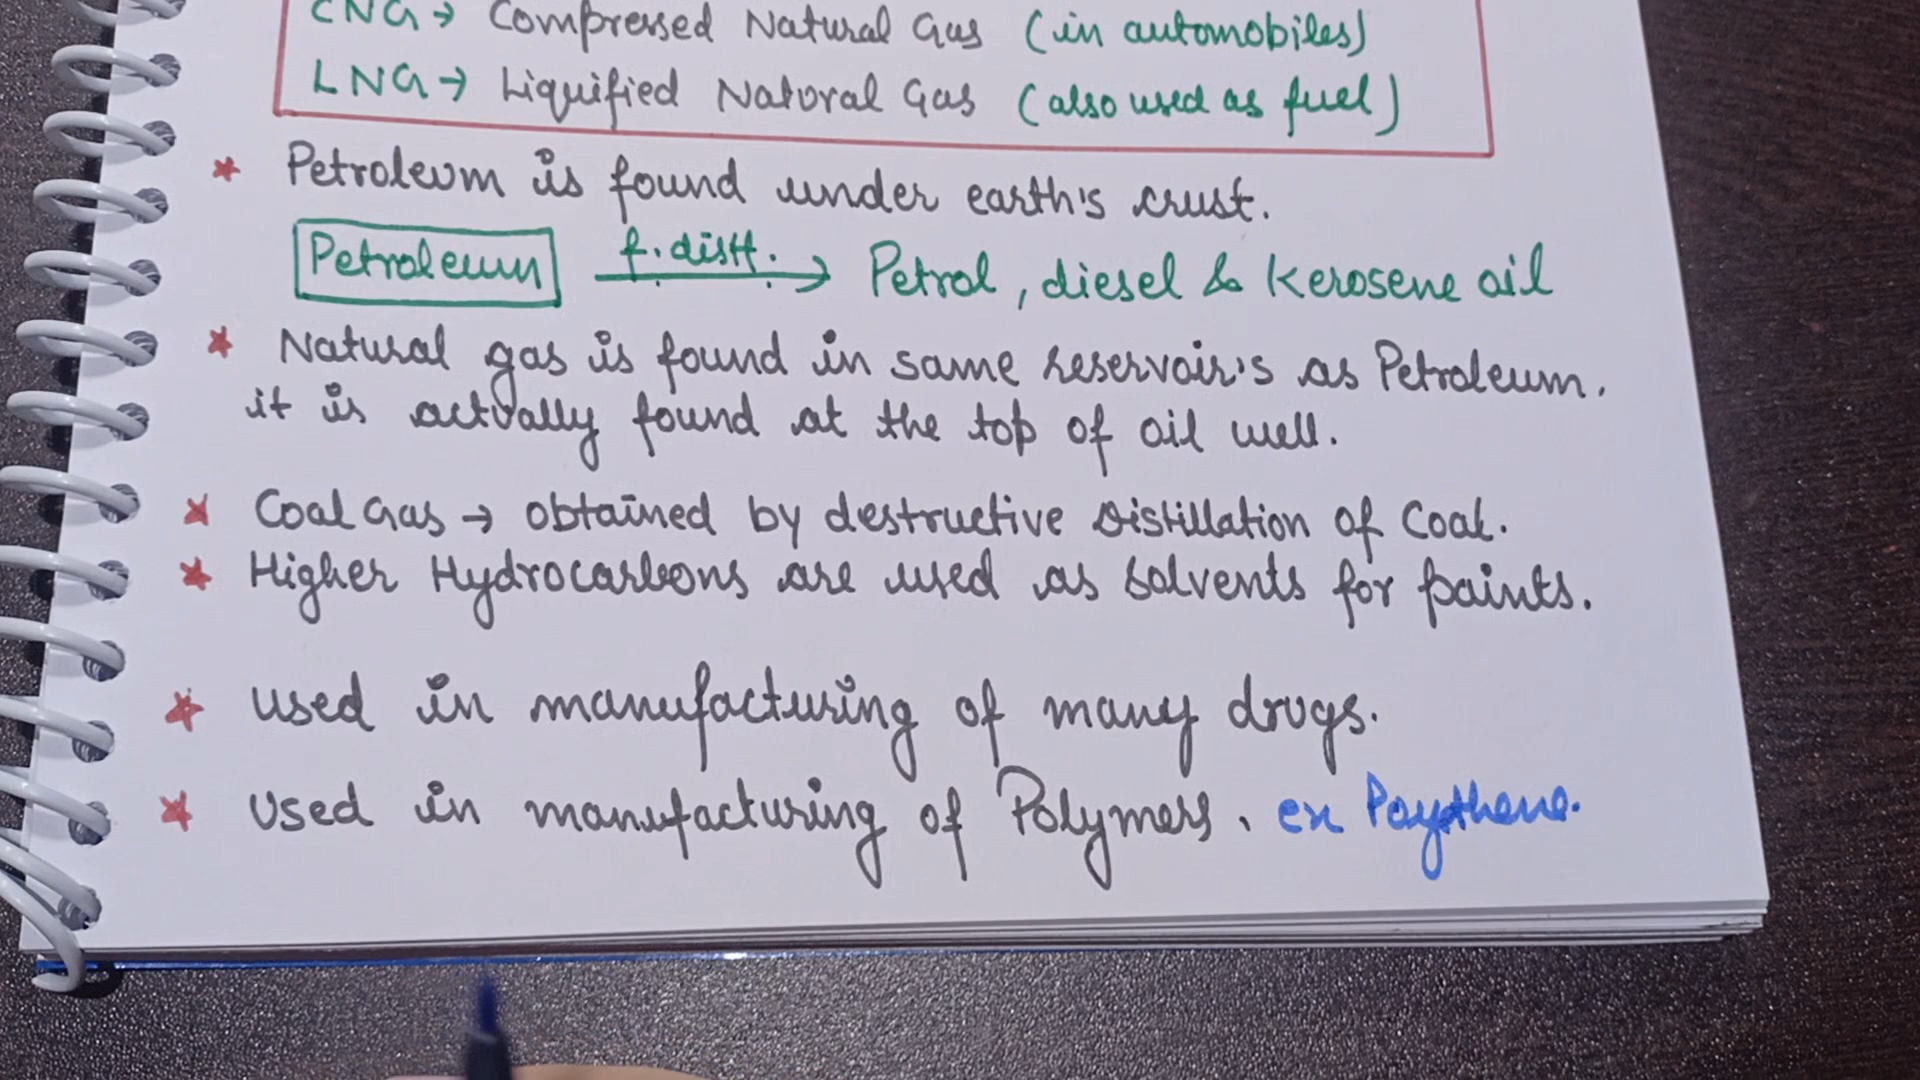 CNG → Compressed Natural Gas (in automobiles)
LNG → Liquified Natural Gas (also used as fuel)
* Petroleum is found under earth's crust.
Petroleum f. distt. → Petrol, diesel & Kerosene oil
* Natural gas is found in same reservoir's as Petroleum.
it is actually found at the top of oil well.
* Coal Gas → obtained by destructive Distillation of Coal.
* Higher Hydrocarbons are used as solvents for paints.
* used in manufacturing of many drugs.
* Used in manufacturing of Polymers. ex Poythene.